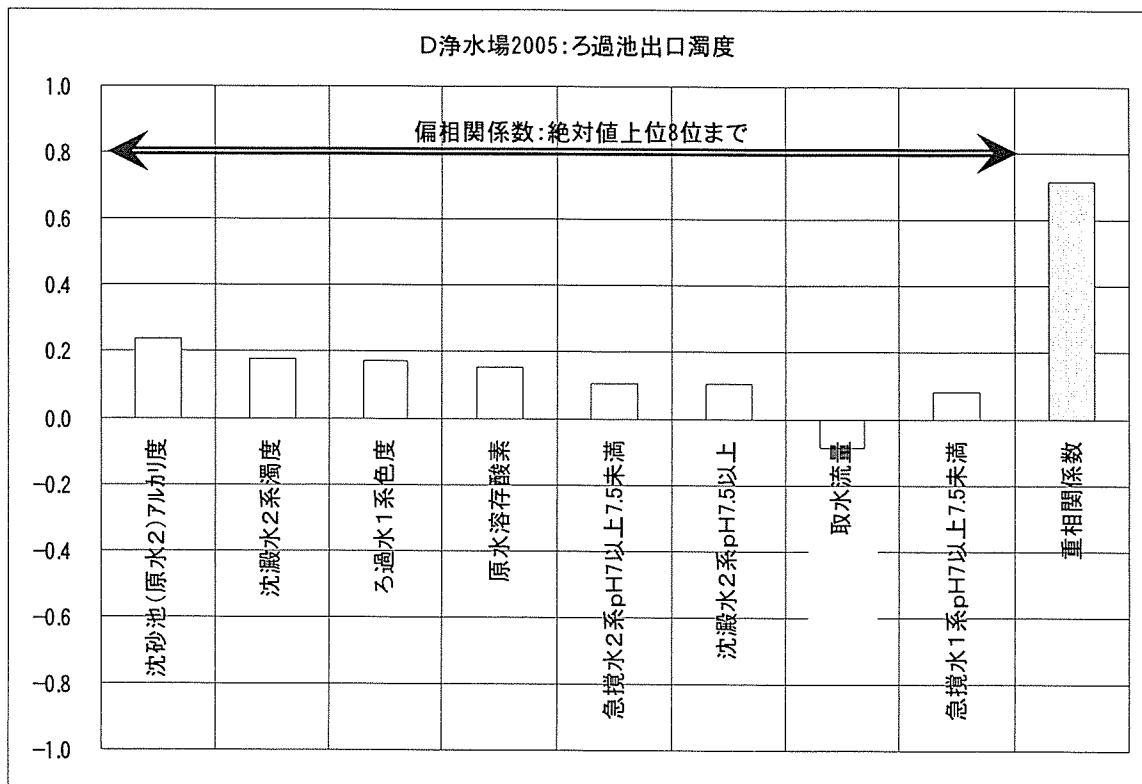 D浄水場2005:ろ過池出口濁度
1.0
偏相関係数:絶対値上位8位まで
0.8
0.6
0.4
0.2
0.0
-0.2
-0.4
-0.6
-0.8
-1.0
沈砂池(原水2)アルカリ度
沈澱水2系濁度
ろ過水1系色度
原水溶存酸素
急撹水2系pH7以上7.5未満
沈澱水2系pH7.5以上
取水流量
急撹水1系pH7以上7.5未満
重相関係数